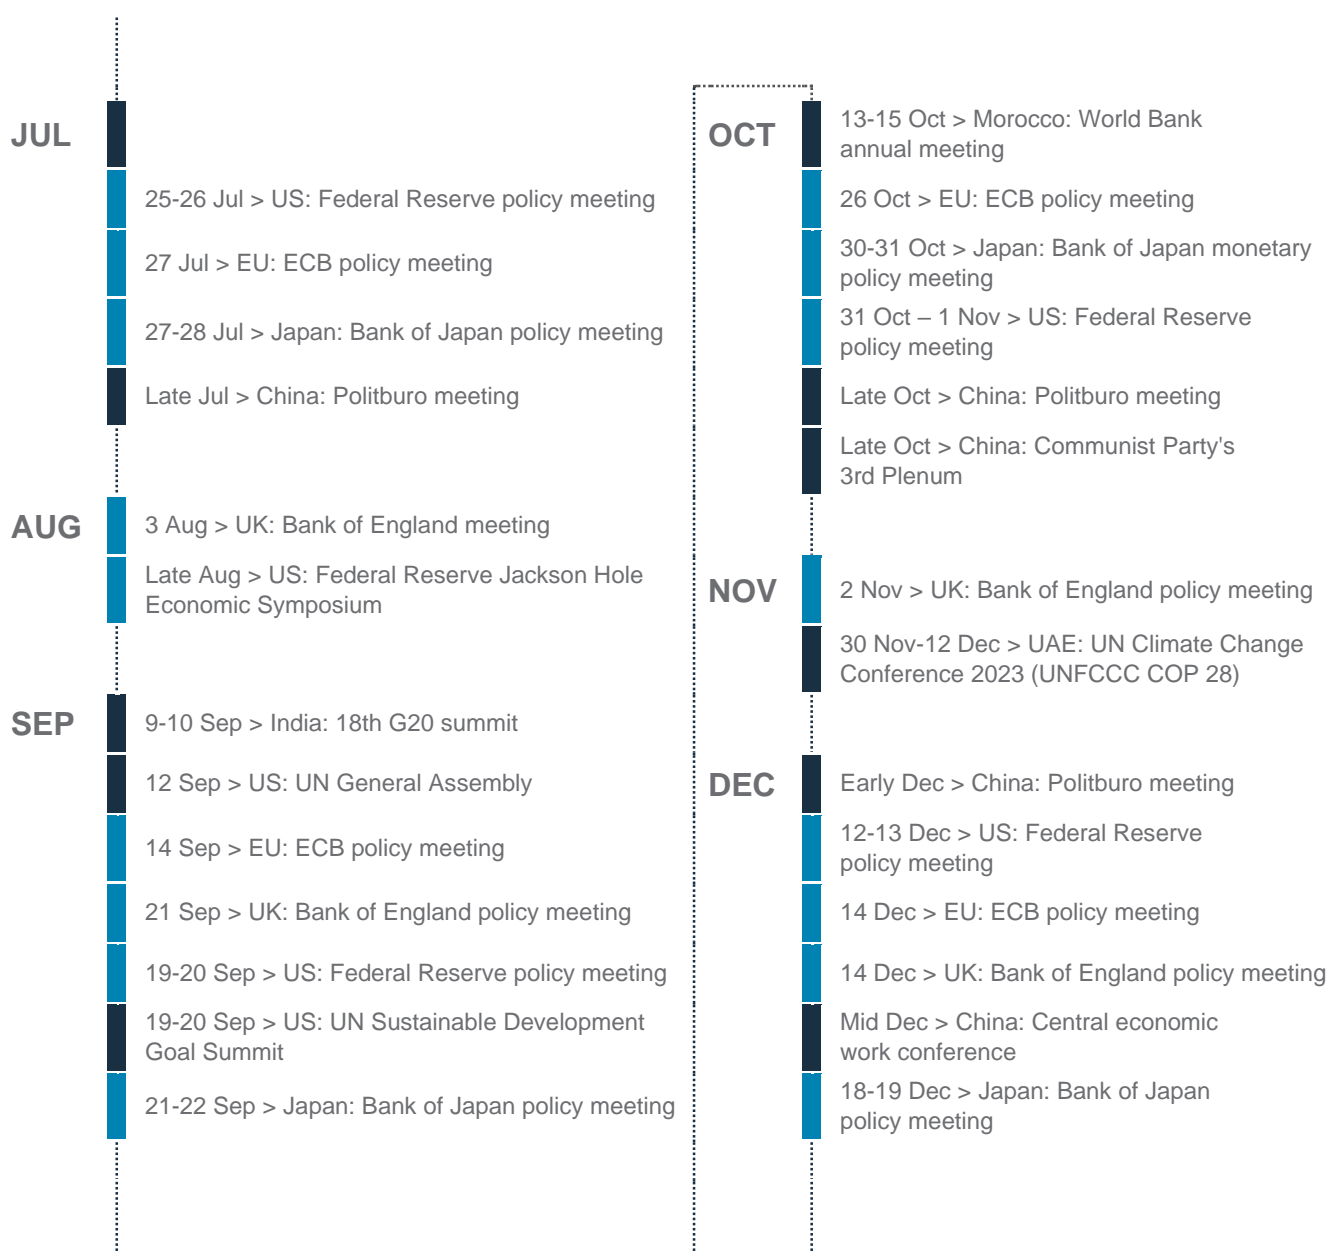 JUL
25-26 Jul > US: Federal Reserve policy meeting
27 Jul > EU: ECB policy meeting
27-28 Jul > Japan: Bank of Japan policy meeting
Late Jul > China: Politburo meeting
AUG
3 Aug > UK: Bank of England meeting
Late Aug > US: Federal Reserve Jackson Hole
Economic Symposium
SEP
9-10 Sep > India: 18th G20 summit
12 Sep > US: UN General Assembly
14 Sep > EU: ECB policy meeting
21 Sep > UK: Bank of England policy meeting
19-20 Sep > US: Federal Reserve policy meeting
19-20 Sep > US: UN Sustainable Development
Goal Summit
21-22 Sep > Japan: Bank of Japan policy meeting
OCT
13-15 Oct > Morocco: World Bank
annual meeting
26 Oct > EU: ECB policy meeting
30-31 Oct > Japan: Bank of Japan monetary
policy meeting
31 Oct – 1 Nov > US: Federal Reserve
policy meeting
Late Oct > China: Politburo meeting
Late Oct > China: Communist Party's
3rd Plenum
NOV
2 Nov > UK: Bank of England policy meeting
30 Nov-12 Dec > UAE: UN Climate Change
Conference 2023 (UNFCCC COP 28)
DEC
Early Dec > China: Politburo meeting
12-13 Dec > US: Federal Reserve
policy meeting
14 Dec > EU: ECB policy meeting
14 Dec > UK: Bank of England policy meeting
Mid Dec > China: Central economic
work conference
18-19 Dec > Japan: Bank of Japan
policy meeting